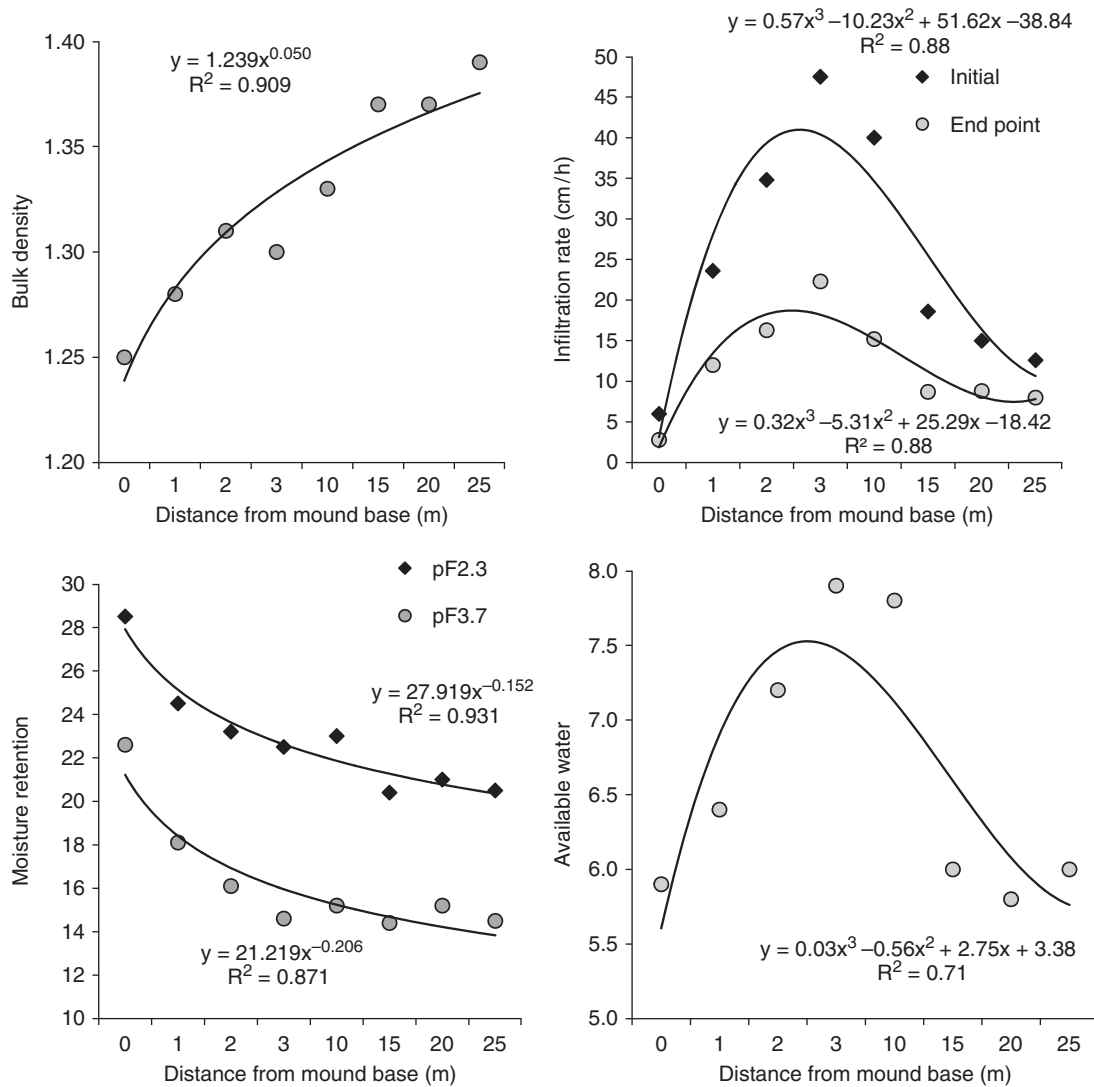 y = 1.239x^0.050
R² = 0.909
1.40
1.35
1.30
1.25
1.20
Bulk density
0 1 2 3 10 15 20 25
Distance from mound base (m)
y = 0.57x³ –10.23x² + 51.62x –38.84
R² = 0.88
Initial
End point
50
45
40
35
30
25
20
15
10
5
0
Infiltration rate (cm/h)
y = 0.32x³ –5.31x² + 25.29x –18.42
R² = 0.88
0 1 2 3 10 15 20 25
Distance from mound base (m)
pF2.3
pF3.7
30
28
26
24
22
20
18
16
14
12
10
Moisture retention
y = 27.919x^–0.152
R² = 0.931
y = 21.219x^–0.206
R² = 0.871
0 1 2 3 10 15 20 25
Distance from mound base (m)
8.0
7.5
7.0
6.5
6.0
5.5
5.0
Available water
y = 0.03x³ –0.56x² + 2.75x + 3.38
R² = 0.71
0 1 2 3 10 15 20 25
Distance from mound base (m)